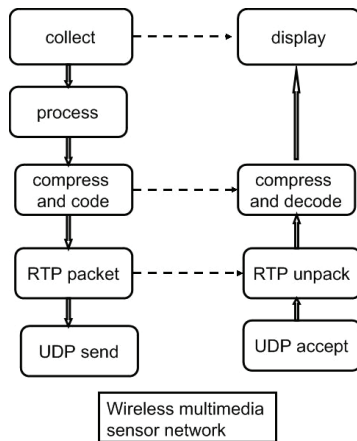 collect
display
process
compress
and code
compress
and decode
RTP packet
RTP unpack
UDP send
UDP accept
Wireless multimedia
sensor network